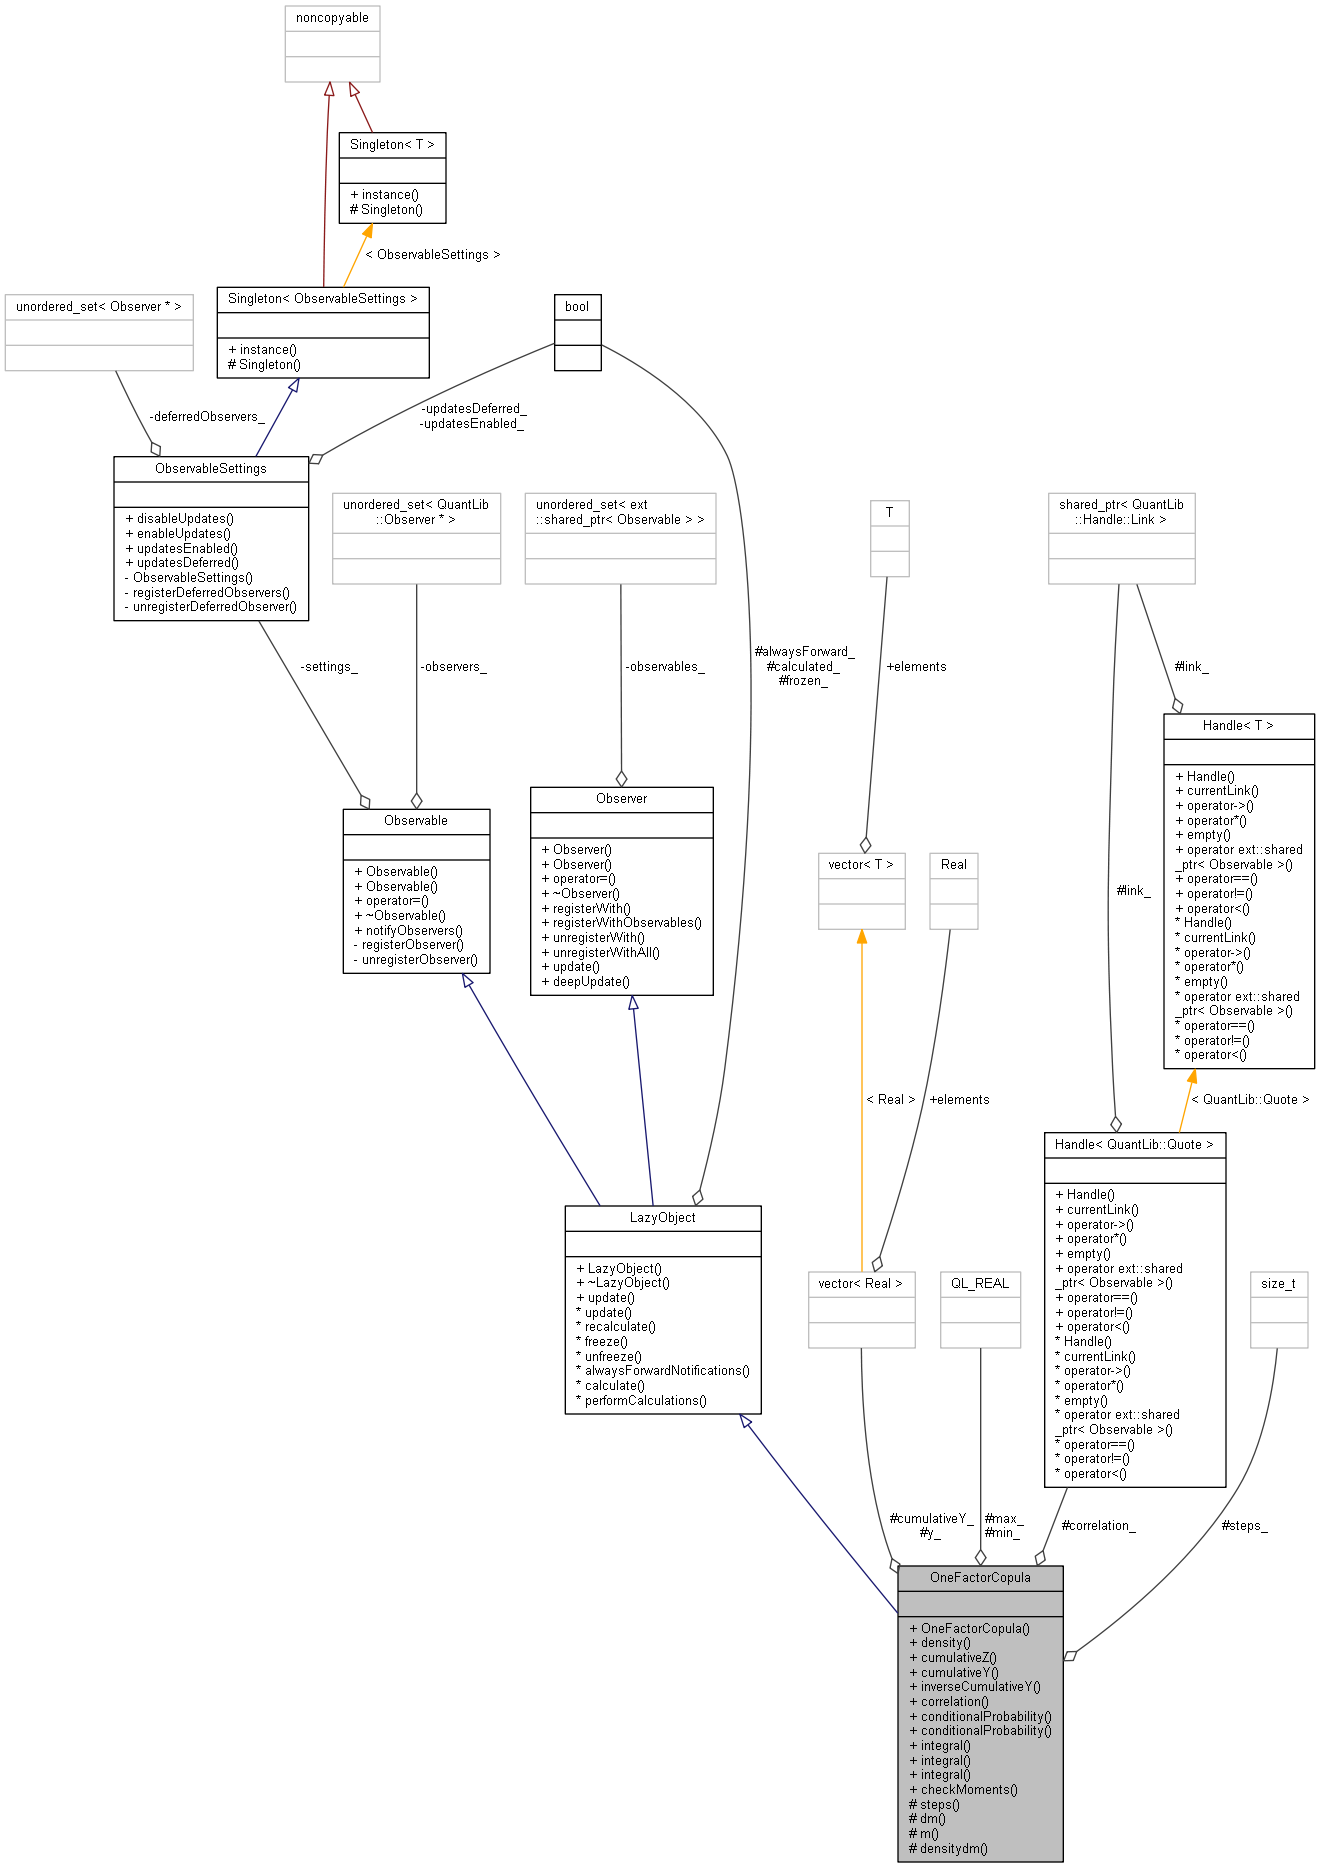 noncopyable
Singleton< T >
+ instance()
# Singleton()
< ObservableSettings >
unordered_set< Observer * >
Singleton< ObservableSettings >
+ instance()
# Singleton()
bool
-deferredObservers_
-updatesDeferred_
-updatesEnabled_
ObservableSettings
+ disableUpdates()
+ enableUpdates()
+ updatesEnabled()
+ updatesDeferred()
- ObservableSettings()
- registerDeferredObservers()
- unregisterDeferredObserver()
unordered_set< QuantLib
::Observer * >
unordered_set< ext
::shared_ptr< Observable > >
T
shared_ptr< QuantLib
::Handle::Link >
-settings_
-observers_
-observables_
#alwaysForward_
#calculated_
#frozen_
+elements
#link_
Handle< T >
+ Handle()
+ currentLink()
+ operator->()
+ operator*()
+ empty()
+ operator ext::shared
_ptr< Observable >()
+ operator==()
+ operator!=()
+ operator<()
* Handle()
* currentLink()
* operator->()
* operator*()
* empty()
* operator ext::shared
_ptr< Observable >()
* operator==()
* operator!=()
* operator<()
Observable
+ Observable()
+ Observable()
+ operator=()
+ ~Observable()
+ notifyObservers()
- registerObserver()
- unregisterObserver()
Observer
+ Observer()
+ Observer()
+ operator=()
+ ~Observer()
+ registerWith()
+ registerWithObservables()
+ unregisterWith()
+ unregisterWithAll()
+ update()
+ deepUpdate()
vector< T >
Real
#link_
< Real >
+elements
< QuantLib::Quote >
Handle< QuantLib::Quote >
+ Handle()
+ currentLink()
+ operator->()
+ operator*()
+ empty()
+ operator ext::shared
_ptr< Observable >()
+ operator==()
+ operator!=()
+ operator<()
* Handle()
* currentLink()
* operator->()
* operator*()
* empty()
* operator ext::shared
_ptr< Observable >()
* operator==()
* operator!=()
* operator<()
LazyObject
+ LazyObject()
+ ~LazyObject()
+ update()
* update()
* recalculate()
* freeze()
* unfreeze()
* alwaysForwardNotifications()
* calculate()
* performCalculations()
vector< Real >
QL_REAL
size_t
#cumulativeY_
#y_
#max_
#min_
#correlation_
#steps_
OneFactorCopula
+ OneFactorCopula()
+ density()
+ cumulativeZ()
+ cumulativeY()
+ inverseCumulativeY()
+ correlation()
+ conditionalProbability()
+ conditionalProbability()
+ integral()
+ integral()
+ integral()
+ checkMoments()
# steps()
# dm()
# m()
# densitydm()